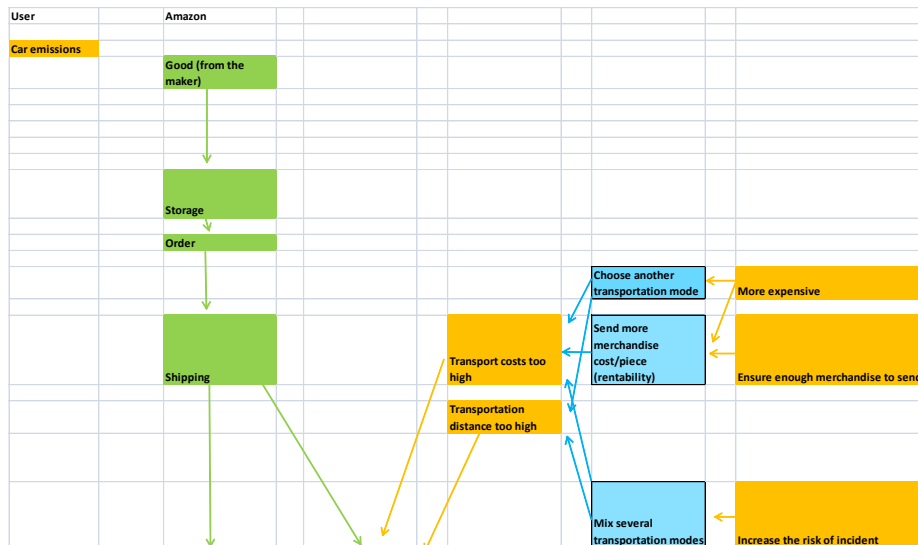 User
Amazon
Car emissions
Good (from the
maker)
Storage
Order
Choose another
transportation mode
More expensive
Send more
merchandise
cost/piece
(rentability)
Shipping
Transport costs too
high
Ensure enough merchandise to send
Transportation
distance too high
Mix several
transportation modes
Increase the risk of incident